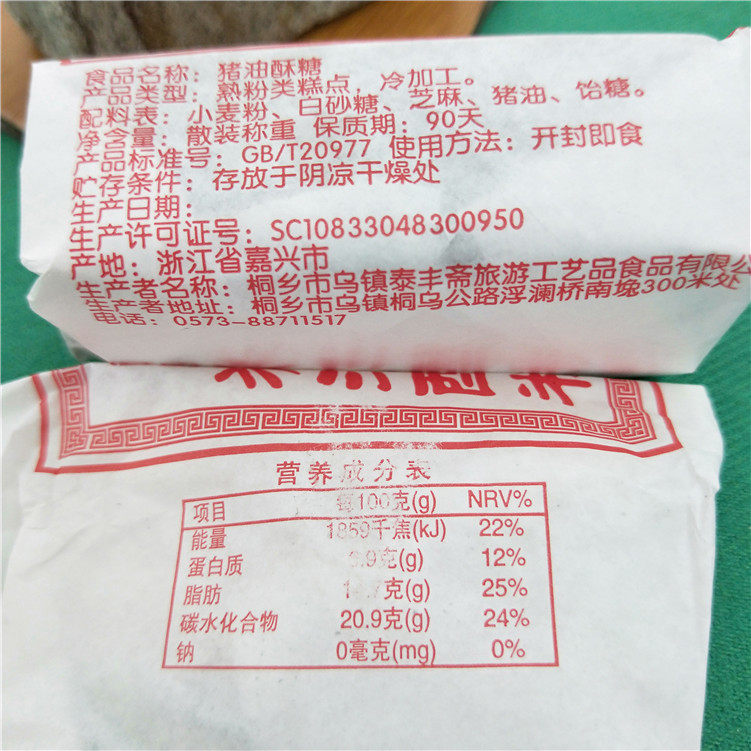 食品名称：猪油酥糖
产品类型：熟粉类糕点，冷加工。
配料表：小麦粉、白砂糖、芝麻、猪油、饴糖。
净含量：散装称重 保质期：90天
产品标准号：GB/T20977 使用方法：开封即食
贮存条件：存放于阴凉干燥处
生产日期：
生产许可证号：SC10833048300950
产地：浙江省嘉兴市
生产者名称：桐乡市乌镇泰丰斋旅游工艺品食品有限公
生产者地址：桐乡市乌镇桐乌公路浮澜桥南堍300米处
电话：0573-88711517
营养成分表
项目 每100克(g) NRV%
能量 1859千焦(kJ) 22%
蛋白质 克(g) 12%
脂肪 克(g) 25%
碳水化合物 20.9克(g) 24%
钠 0毫克(mg) 0%